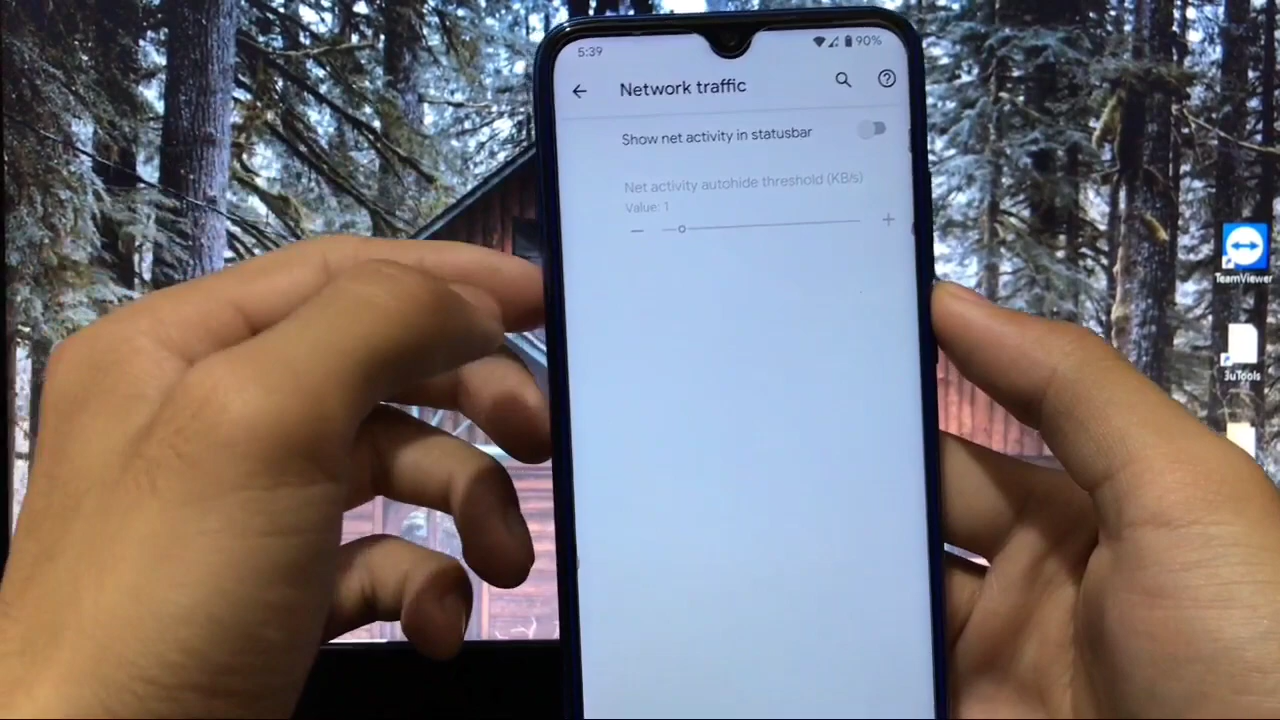 5:39
90%
Network traffic
Show net activity in statusbar
Net activity autohide threshold (KB/s)
Value: 1
TeamViewer
3uTools